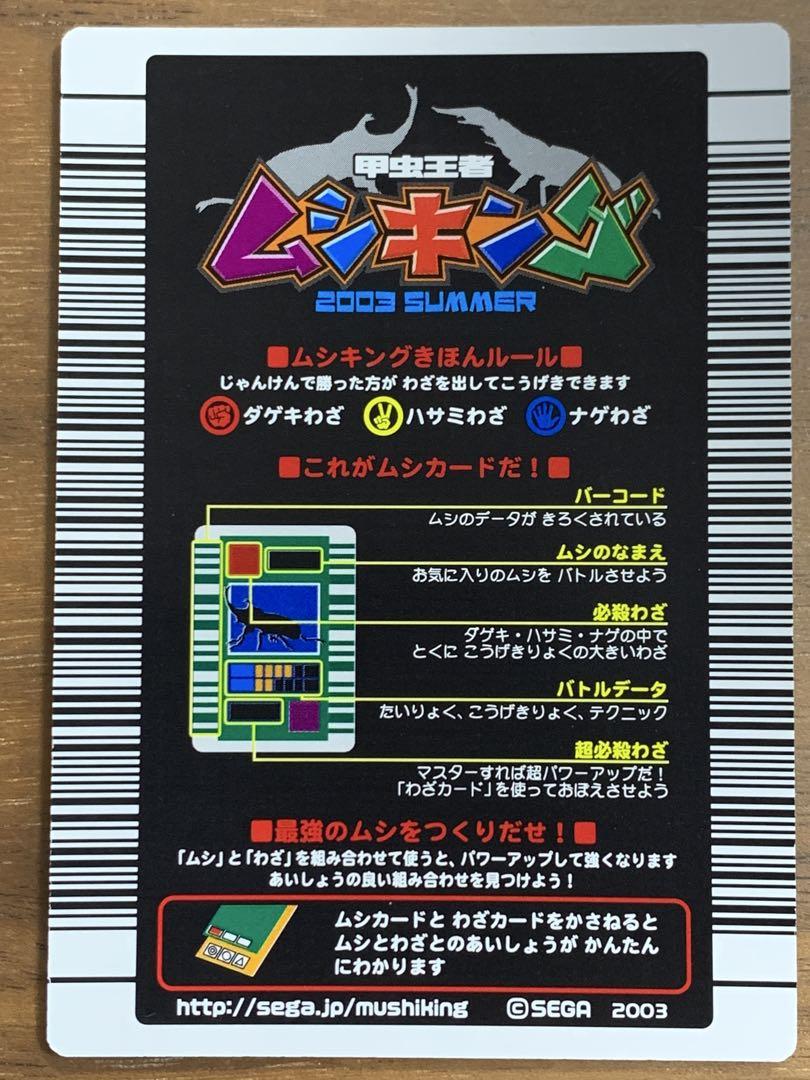 甲虫王者
ムシキング
2003 SUMMER
■ムシキングきほんルール■
じゃんけんで勝った方が わざを出してこうげきできます
ダゲキわざ ハサミわざ ナゲわざ
■これがムシカードだ！■
バーコード
ムシのデータが きろくされている
ムシのなまえ
お気に入りのムシを バトルさせよう
必殺わざ
ダゲキ・ハサミ・ナゲの中で
とくに こうげきりょくの大きいわざ
バトルデータ
たいりょく、こうげきりょく、テクニック
超必殺わざ
マスターすれば超パワーアップだ！
「わざカード」を使っておぼえさせよう
■最強のムシをつくりだせ！■
「ムシ」と「わざ」を組み合わせて使うと、パワーアップして強くなります
あいしょうの良い組み合わせを見つけよう！
ムシカードと わざカードをかさねると
ムシとわざとのあいしょうが かんたん
にわかります
http://sega.jp/mushiking ©SEGA 2003